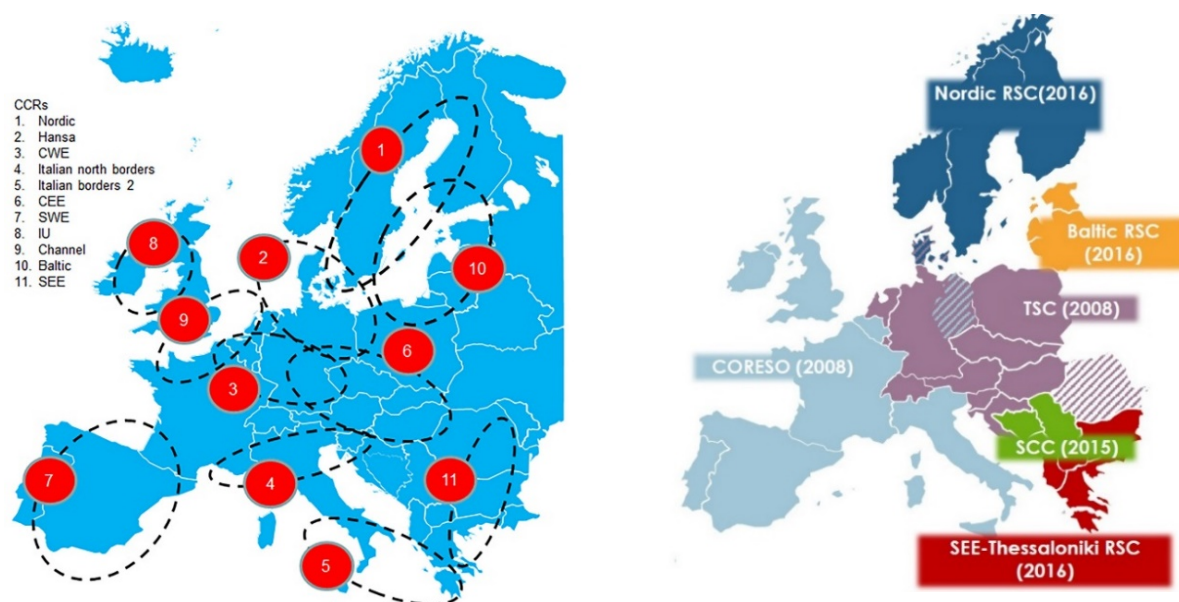 CCRs
1. Nordic
2. Hansa
3. CWE
4. Italian north borders
5. Italian borders 2
6. CEE
7. SWE
8. IU
9. Channel
10. Baltic
11. SEE
1
8
2
10
9
6
3
7
4
11
5
Nordic RSC(2016)
Baltic RSC
(2016)
TSC (2008)
CORESO (2008)
SCC (2015)
SEE-Thessaloniki RSC
(2016)